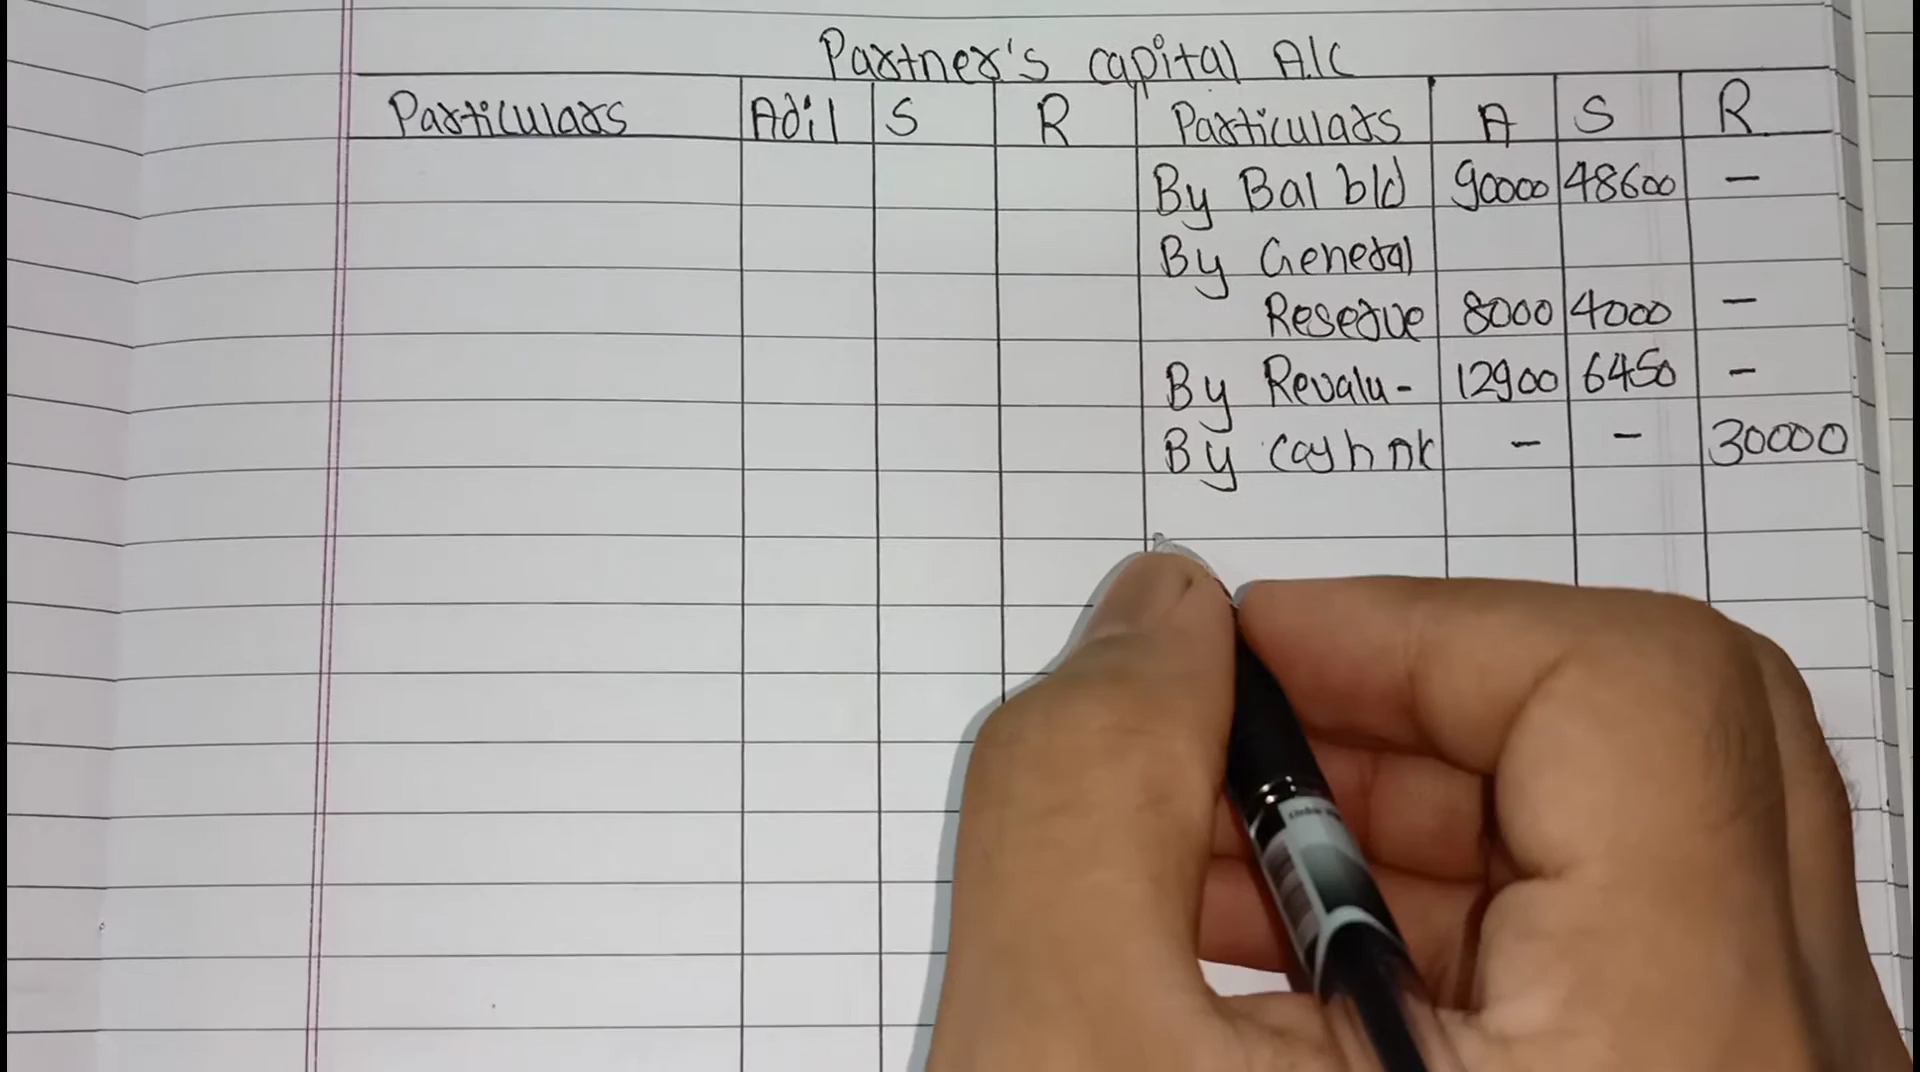 Partner's capital A/C
Particulars Adil S R Particulars A S R
By Bal b/d 90000 48600 -
By General
Reserve 8000 4000 -
By Revalu- 12900 6450 -
By cash A/c - - 30000